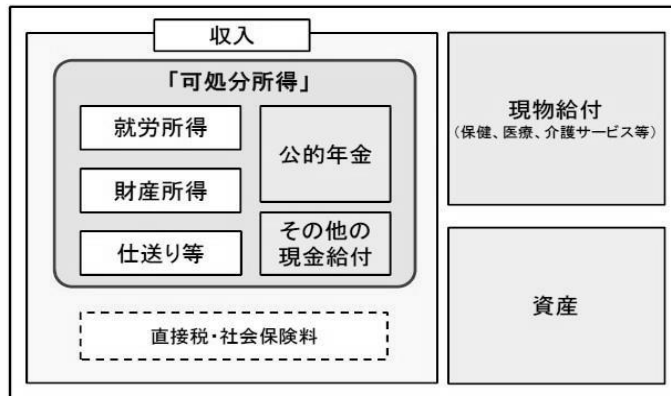 収入
「可処分所得」
就労所得
財産所得
仕送り等
公的年金
その他の
現金給付
直接税・社会保険料
現物給付
（保健、医療、介護サービス等）
資産